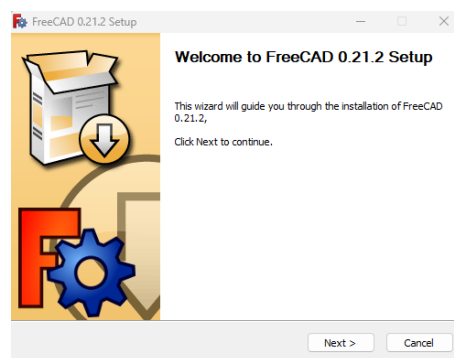 FreeCAD 0.21.2 Setup
Welcome to FreeCAD 0.21.2 Setup
This wizard will guide you through the installation of FreeCAD
0.21.2,
Click Next to continue.
Next >
Cancel